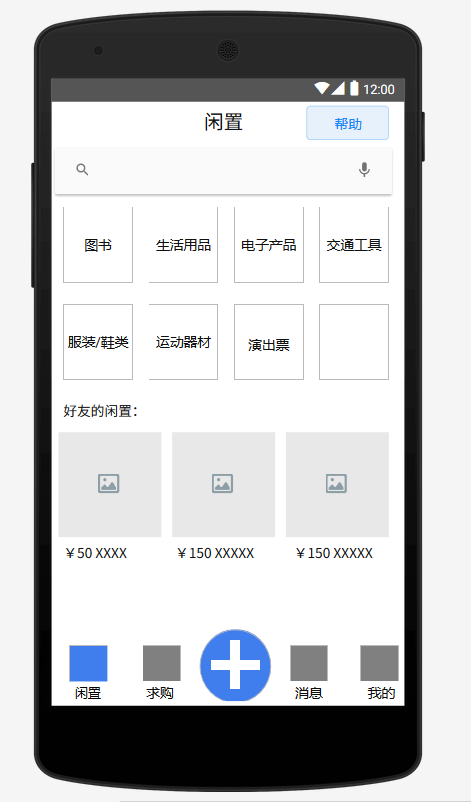 12:00
闲置
帮助
图书
生活用品
电子产品
交通工具
服装/鞋类
运动器材
演出票
好友的闲置：
￥50 XXXX
￥150 XXXXX
￥150 XXXXX
闲置
求购
消息
我的